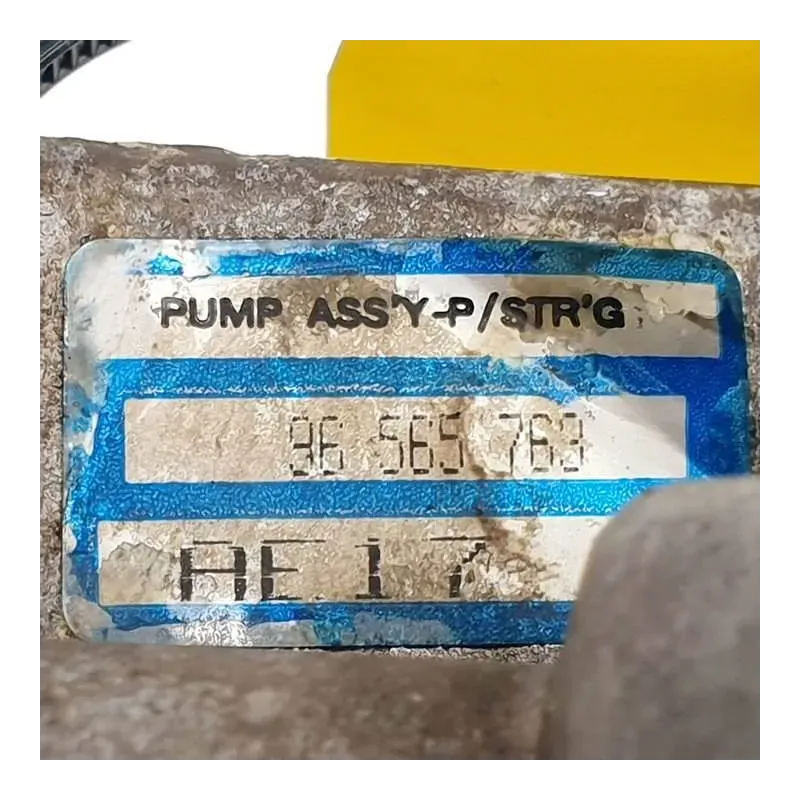 PUMP ASS'Y-P/STR'G
96 565 763
AE 17